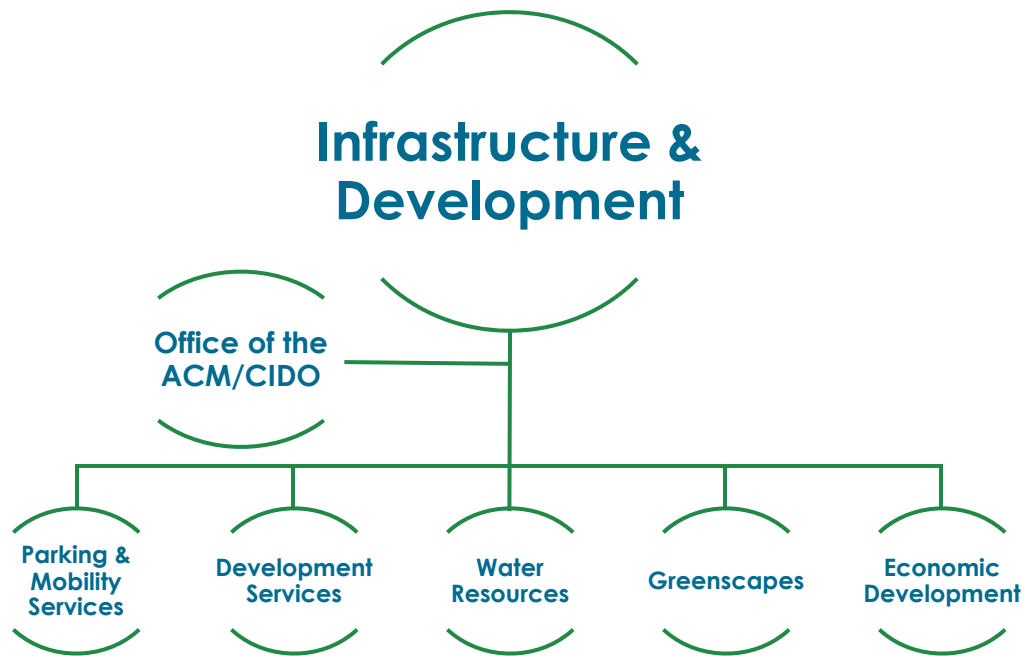 Infrastructure &
Development
Office of the
ACM/CIDO
Parking &
Mobility
Services
Development
Services
Water
Resources
Greenscapes
Economic
Development